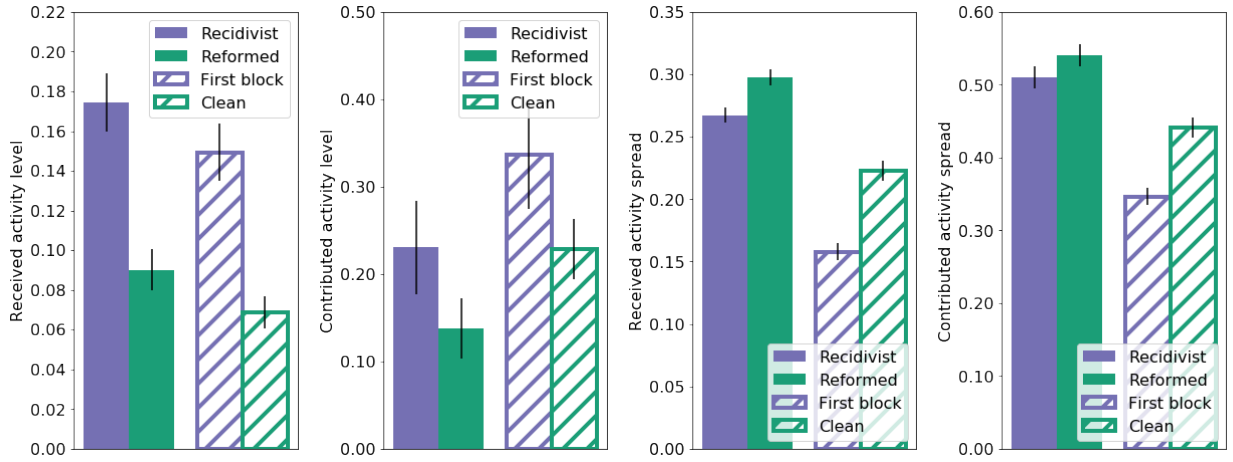 Received activity level
0.22
0.20
0.18
0.16
0.14
0.12
0.10
0.08
0.06
0.04
0.02
0.00
Recidivist
Reformed
First block
Clean
Contributed activity level
0.50
0.40
0.30
0.20
0.10
0.00
Recidivist
Reformed
First block
Clean
Received activity spread
0.35
0.30
0.25
0.20
0.15
0.10
0.05
0.00
Recidivist
Reformed
First block
Clean
Contributed activity spread
0.60
0.50
0.40
0.30
0.20
0.10
0.00
Recidivist
Reformed
First block
Clean